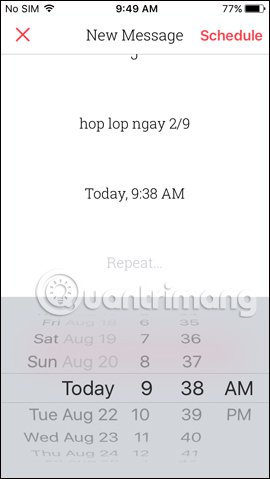 No SIM 9:49 AM 77%
New Message Schedule
hop lop ngay 2/9
Today, 9:38 AM
Repeat...
Quantrimang
Fri Aug 18 6 35
Sat Aug 19 7 36
Sun Aug 20 8 37
Today 9 38 AM
Tue Aug 22 10 39 PM
Wed Aug 23 11 40
Thu Aug 24 12 41